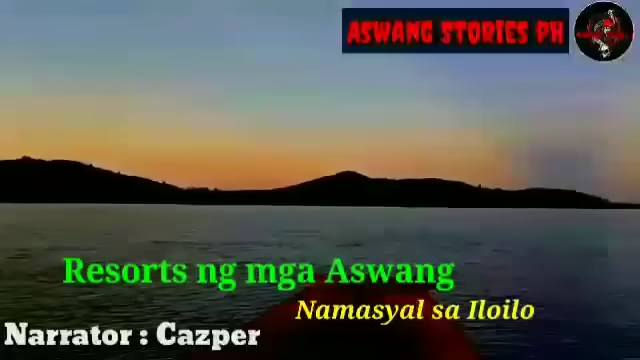 ASWANG STORIES PH
Resorts ng mga Aswang
Namasyal sa Iloilo
Narrator : Cazper